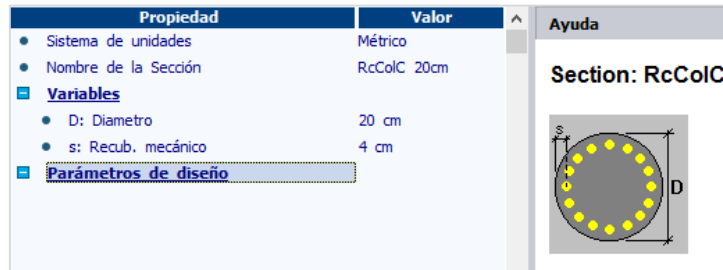 Propiedad Valor
Sistema de unidades Métrico
Nombre de la Sección RcColC 20cm
Variables
D: Diametro 20 cm
s: Recub. mecánico 4 cm
Parámetros de diseño
Ayuda
Section: RcColC
s
D